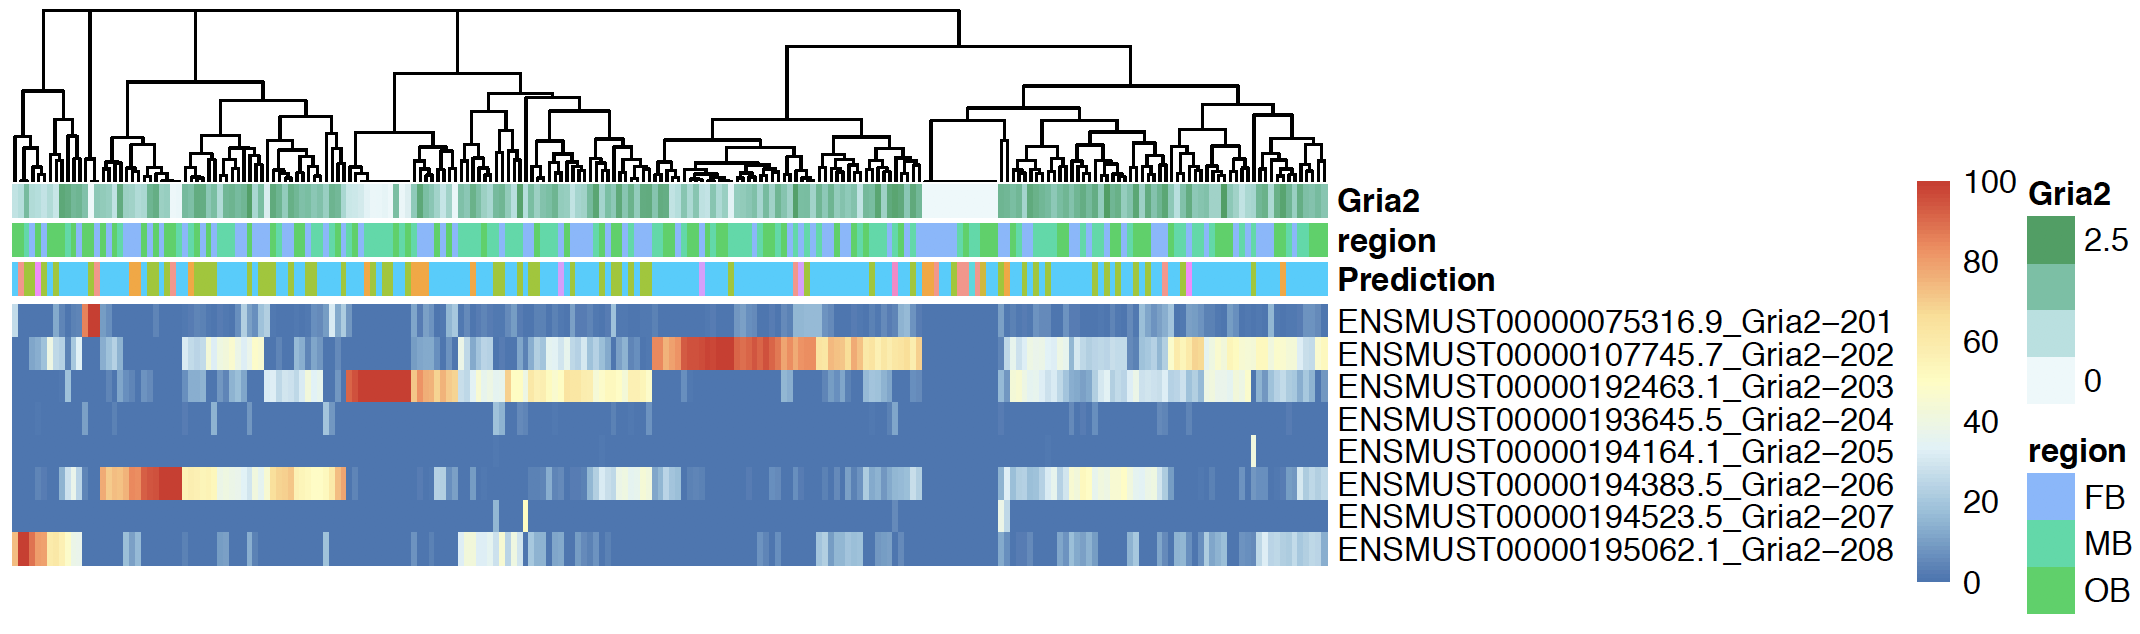 Gria2
region
Prediction
ENSMUST00000075316.9_Gria2−201
ENSMUST00000107745.7_Gria2−202
ENSMUST00000192463.1_Gria2−203
ENSMUST00000193645.5_Gria2−204
ENSMUST00000194164.1_Gria2−205
ENSMUST00000194383.5_Gria2−206
ENSMUST00000194523.5_Gria2−207
ENSMUST00000195062.1_Gria2−208
100
80
60
40
20
0
Gria2
2.5
0
region
FB
MB
OB